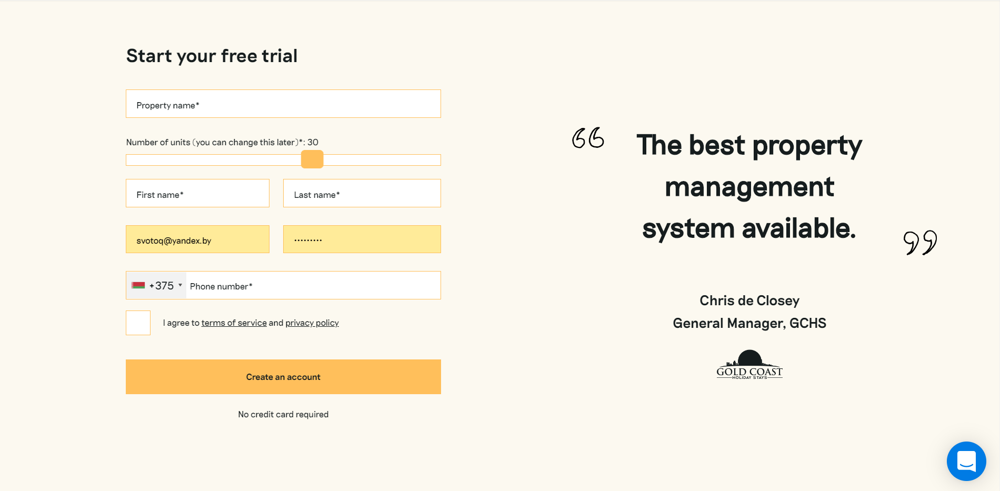 Start your free trial
Property name*
Number of units (you can change this later)*: 30
First name*
Last name*
svotoq@yandex.by
•••••••••
+375
Phone number*
I agree to terms of service and privacy policy
Create an account
No credit card required
“
The best property
management
system available.
”
Chris de Closey
General Manager, GCHS
GOLD COAST
HOLIDAY STAYS